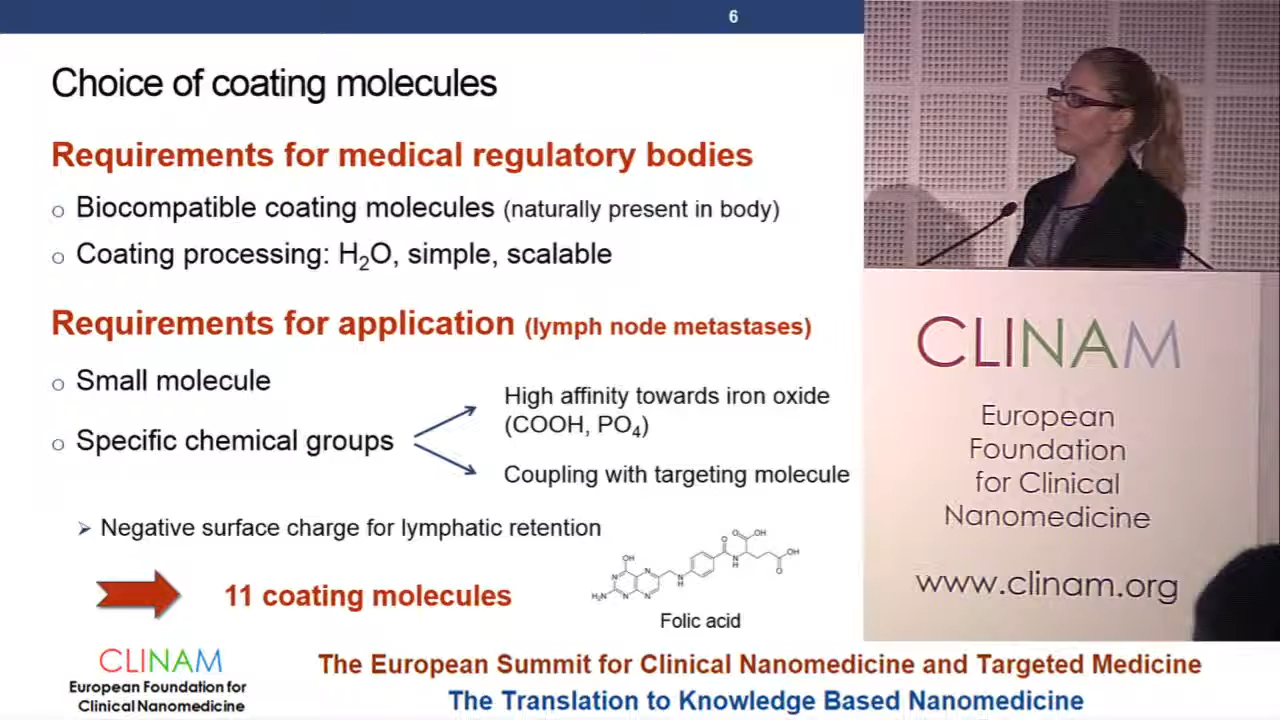 6
Choice of coating molecules
Requirements for medical regulatory bodies
o Biocompatible coating molecules (naturally present in body)
o Coating processing: H₂O, simple, scalable
Requirements for application (lymph node metastases)
o Small molecule
High affinity towards iron oxide
(COOH, PO₄)
o Specific chemical groups
Coupling with targeting molecule
➢ Negative surface charge for lymphatic retention
11 coating molecules
OH
N
N
H₂N
N
N
N
H
O
N
H
O
OH
OH
O
Folic acid
CLINAM
European Foundation for
Clinical Nanomedicine
The European Summit for Clinical Nanomedicine and Targeted Medicine
The Translation to Knowledge Based Nanomedicine
CLINAM
European
Foundation
for Clinical
Nanomedicine
www.clinam.org